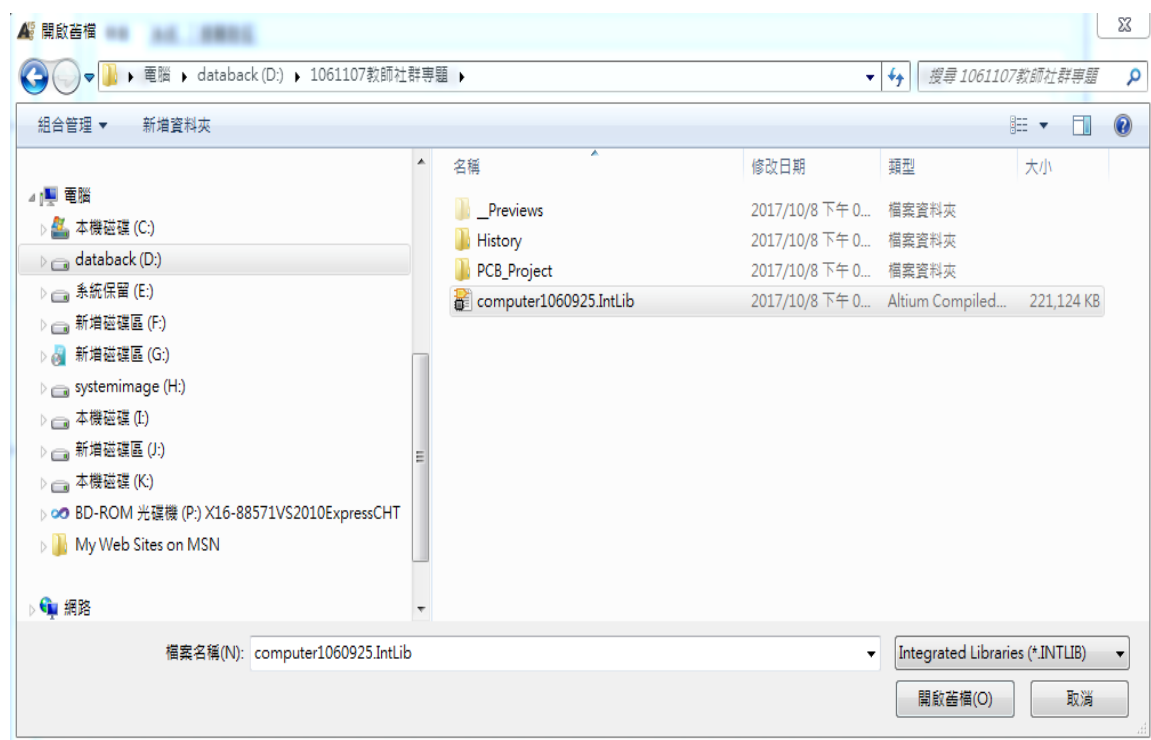 開啟舊檔
電腦 databack (D:) 1061107教師社群專題
搜尋 1061107教師社群專題
組合管理 新增資料夾
名稱 修改日期 類型 大小
電腦
本機磁碟 (C:)
databack (D:)
系統保留 (E:)
新增磁碟區 (F:)
新增磁碟區 (G:)
systemimage (H:)
本機磁碟 (I:)
新增磁碟區 (J:)
本機磁碟 (K:)
BD-ROM 光碟機 (P:) X16-88571VS2010ExpressCHT
My Web Sites on MSN
網路
__Previews 2017/10/8 下午 0... 檔案資料夾
History 2017/10/8 下午 0... 檔案資料夾
PCB_Project 2017/10/8 下午 0... 檔案資料夾
computer1060925.IntLib 2017/10/8 下午 0... Altium Compiled... 221,124 KB
檔案名稱(N): computer1060925.IntLib
Integrated Libraries (*.INTLIB)
開啟舊檔(O) 取消